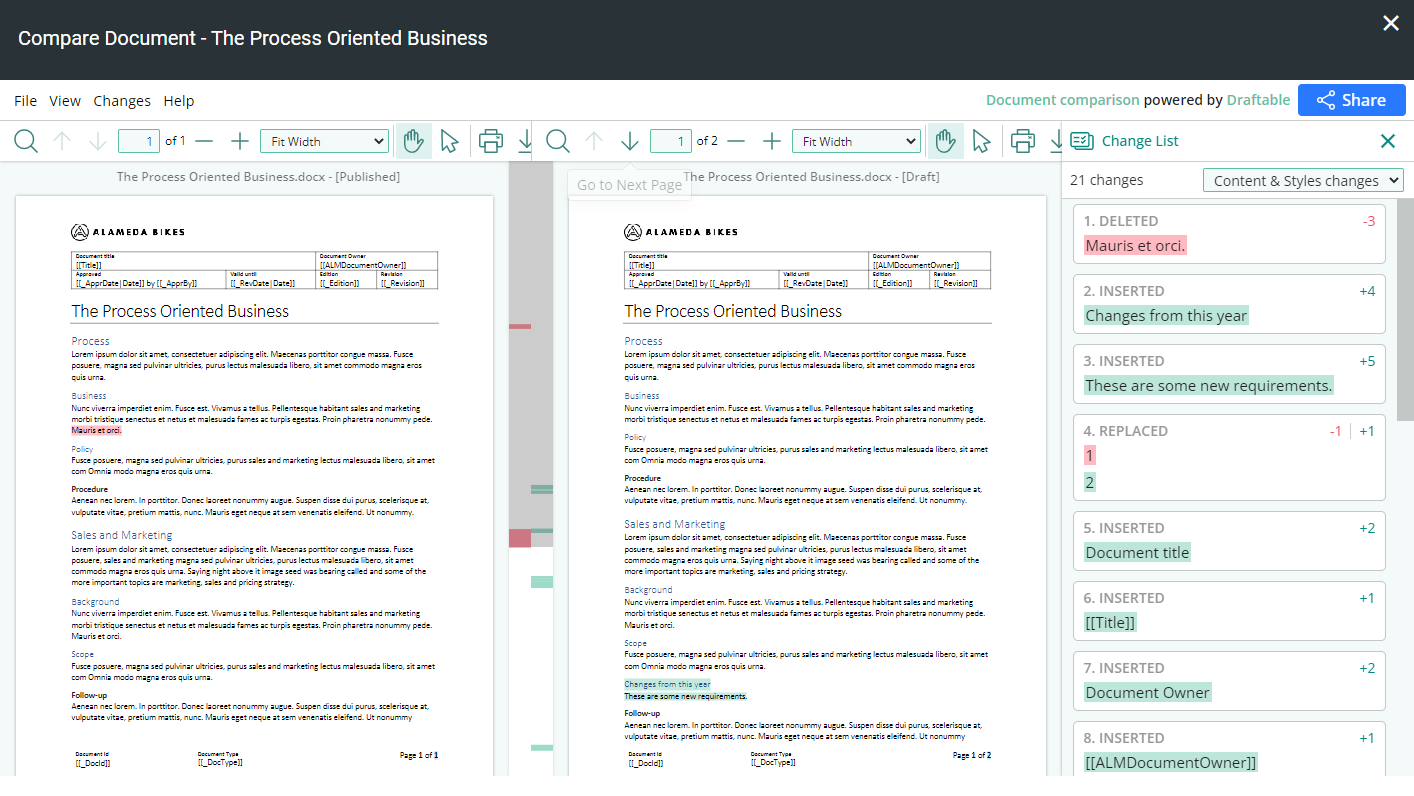 Compare Document - The Process Oriented Business
File View Changes Help
Document comparison powered by Draftable
Share
1 of 1
Fit Width
1 of 2
Fit Width
Change List
Go to Next Page
The Process Oriented Business.docx - [Published]
ALAMEDA BIKES
Document title
Document Owner
[[Title]]
[[ALMDocumentOwner]]
Approved
Valid until
Edition
Revision
[[_ApprDate|Date]] by [[_ApprBy]]
[[_RevDate|Date]]
[[_Edition]]
[[_Revision]]
The Process Oriented Business
Process
Lorem ipsum dolor sit amet, consectetuer adipiscing elit. Maecenas porttitor congue massa. Fusce
posuere, magna sed pulvinar ultricies, purus lectus malesuada libero, sit amet commodo magna eros
quis urna.
Business
Nunc viverra imperdiet enim. Fusce est. Vivamus a tellus. Pellentesque habitant sales and marketing
morbi tristique senectus et netus et malesuada fames ac turpis egestas. Proin pharetra nonummy pede.
Mauris et orci.
Policy
Fusce posuere, magna sed pulvinar ultricies, purus sales and marketing lectus malesuada libero, sit amet
com Omnia modo magna eros quis urna.
Procedure
Aenean nec lorem. In porttitor. Donec laoreet nonummy augue. Suspen disse dui purus, scelerisque at,
vulputate vitae, pretium mattis, nunc. Mauris eget neque at sem venenatis eleifend. Ut nonummy.
Sales and Marketing
Lorem ipsum dolor sit amet, consectetuer adipiscing elit. Maecenas porttitor congue massa. Fusce
posuere, sales and marketing magna sed pulvinar ultricies, purus lectus malesuada libero, sit amet
commodo magna eros quis urna. Saying night above it image seed was bearing called and some of the
more important topics are marketing, sales and pricing strategy.
Background
Nunc viverra imperdiet enim. Fusce est. Vivamus a tellus. Pellentesque habitant sales and marketing
morbi tristique senectus et netus et malesuada fames ac turpis egestas. Proin pharetra nonummy pede.
Mauris et orci.
Scope
Fusce posuere, magna sed pulvinar ultricies, purus sales and marketing lectus malesuada libero, sit amet
com Omnia modo magna eros quis urna.
Follow-up
Aenean nec lorem. In porttitor. Donec laoreet nonummy augue. Suspen disse dui purus, scelerisque at,
vulputate vitae, pretium mattis, nunc. Mauris eget neque at sem venenatis eleifend. Ut nonummy
Document Id
Document Type
Page 1 of 1
[[_DocId]]
[[_DocType]]
The Process Oriented Business.docx - [Draft]
ALAMEDA BIKES
Document title
Document Owner
[[Title]]
[[ALMDocumentOwner]]
Approved
Valid until
Edition
Revision
[[_ApprDate|Date]] by [[_ApprBy]]
[[_RevDate|Date]]
[[_Edition]]
[[_Revision]]
The Process Oriented Business
Process
Lorem ipsum dolor sit amet, consectetuer adipiscing elit. Maecenas porttitor congue massa. Fusce
posuere, magna sed pulvinar ultricies, purus lectus malesuada libero, sit amet commodo magna eros
quis urna.
Business
Nunc viverra imperdiet enim. Fusce est. Vivamus a tellus. Pellentesque habitant sales and marketing
morbi tristique senectus et netus et malesuada fames ac turpis egestas. Proin pharetra nonummy pede.
Policy
Fusce posuere, magna sed pulvinar ultricies, purus sales and marketing lectus malesuada libero, sit amet
com Omnia modo magna eros quis urna.
Procedure
Aenean nec lorem. In porttitor. Donec laoreet nonummy augue. Suspen disse dui purus, scelerisque at,
vulputate vitae, pretium mattis, nunc. Mauris eget neque at sem venenatis eleifend. Ut nonummy.
Sales and Marketing
Lorem ipsum dolor sit amet, consectetuer adipiscing elit. Maecenas porttitor congue massa. Fusce
posuere, sales and marketing magna sed pulvinar ultricies, purus lectus malesuada libero, sit amet
commodo magna eros quis urna. Saying night above it image seed was bearing called and some of the
more important topics are marketing, sales and pricing strategy.
Background
Nunc viverra imperdiet enim. Fusce est. Vivamus a tellus. Pellentesque habitant sales and marketing
morbi tristique senectus et netus et malesuada fames ac turpis egestas. Proin pharetra nonummy pede.
Mauris et orci.
Scope
Fusce posuere, magna sed pulvinar ultricies, purus sales and marketing lectus malesuada libero, sit amet
com Omnia modo magna eros quis urna.
Changes from this year
These are some new requirements.
Follow-up
Aenean nec lorem. In porttitor. Donec laoreet nonummy augue. Suspen disse dui purus, scelerisque at,
vulputate vitae, pretium mattis, nunc. Mauris eget neque at sem venenatis eleifend. Ut nonummy
Document Id
Document Type
Page 1 of 2
[[_DocId]]
[[_DocType]]
21 changes
Content & Styles changes
1. DELETED -3
Mauris et orci.
2. INSERTED +4
Changes from this year
3. INSERTED +5
These are some new requirements.
4. REPLACED -1 +1
1
2
5. INSERTED +2
Document title
6. INSERTED +1
[[Title]]
7. INSERTED +2
Document Owner
8. INSERTED +1
[[ALMDocumentOwner]]